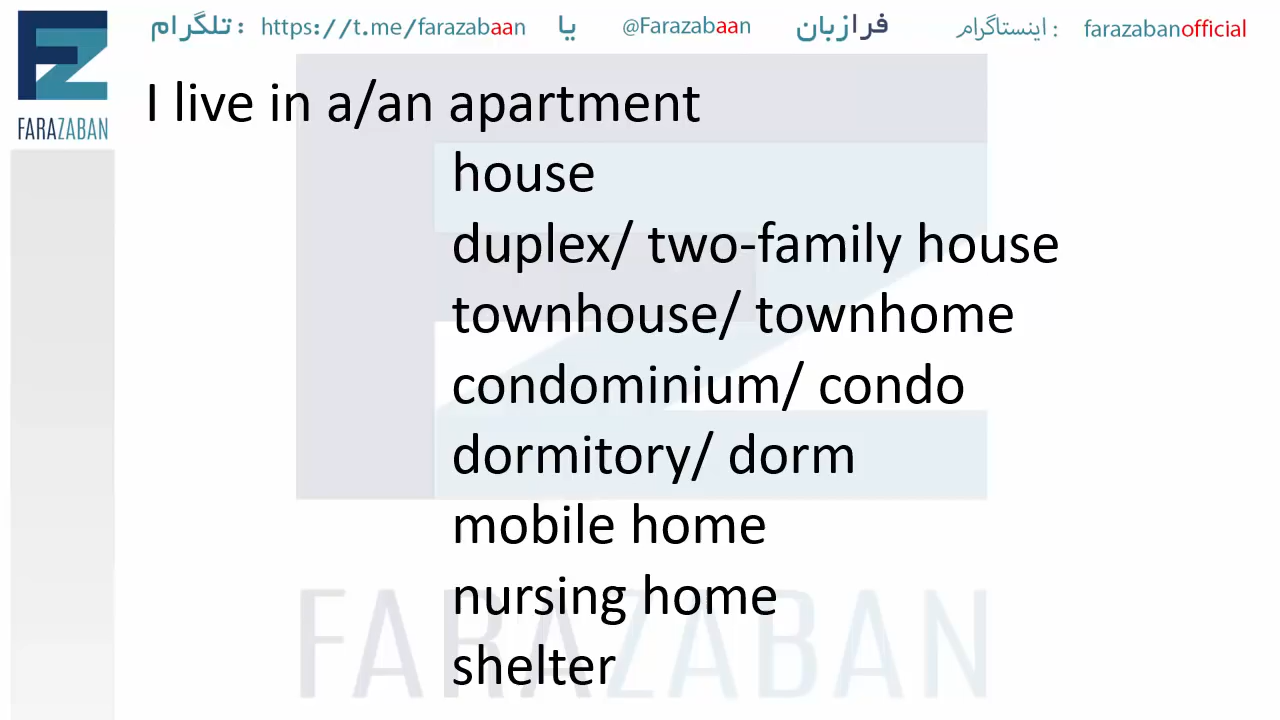 تلگرام : https://t.me/farazabaan یا @Farazabaan فرازبان اینستاگرام : farazabanofficial
FARAZABAN
I live in a/an apartment
house
duplex/ two-family house
townhouse/ townhome
condominium/ condo
dormitory/ dorm
mobile home
nursing home
shelter
FARAZABAN